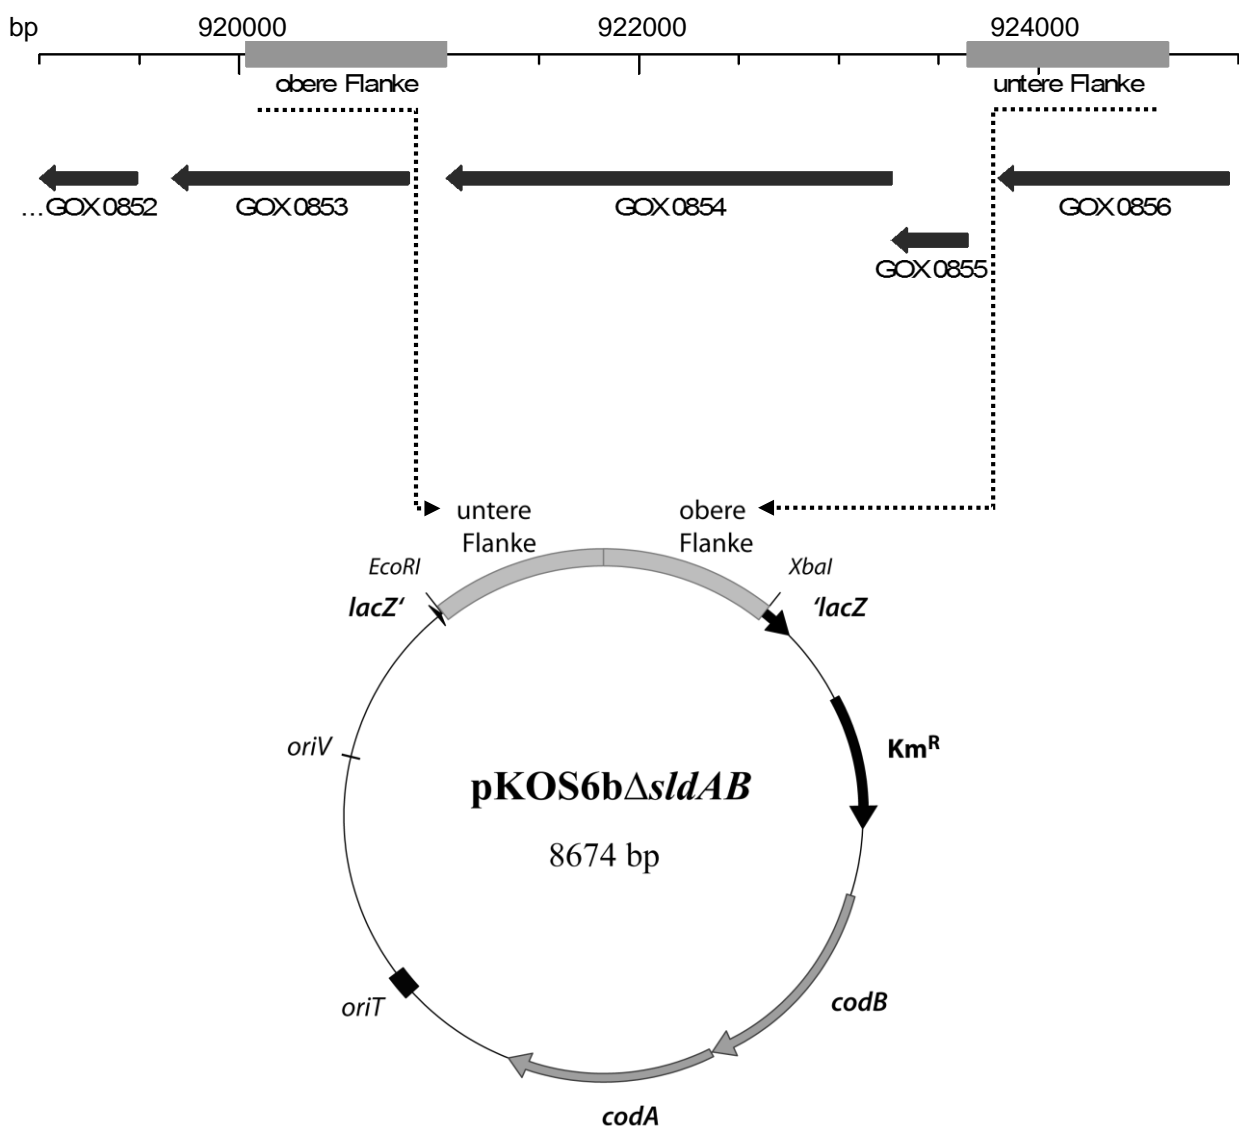 bp 920000 922000 924000
obere Flanke untere Flanke
...GOX0852 GOX0853 GOX0854 GOX0856
GOX0855
untere obere
Flanke Flanke
EcoRI XbaI
lacZ‘ ‘lacZ
oriV Kmᴿ
pKOS6bΔsldAB
8674 bp
oriT codB
codA